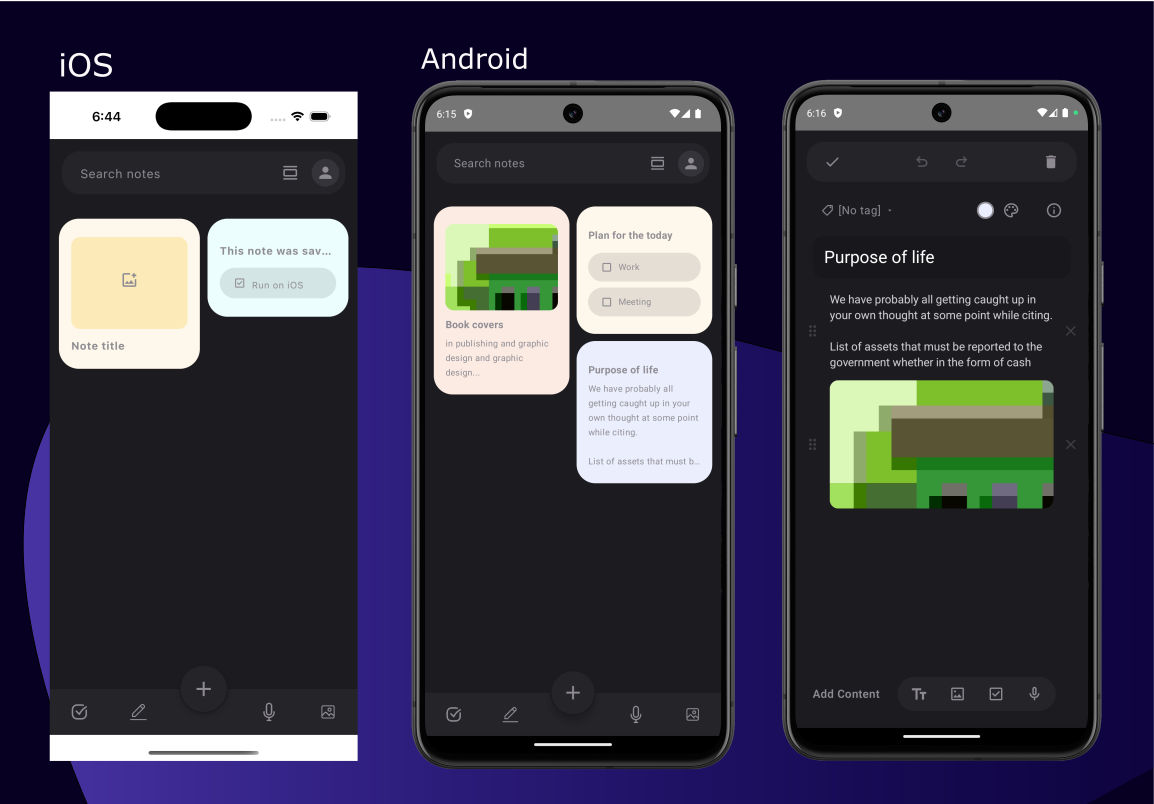 iOS
6:44
Search notes
Note title
This note was sav...
Run on iOS
Android
6:15
Search notes
Book covers
in publishing and graphic
design and graphic
design...
Plan for the today
Work
Meeting
Purpose of life
We have probably all
getting caught up in your
own thought at some point
while citing.
List of assets that must b...
6:16
[No tag]
Purpose of life
We have probably all getting caught up in
your own thought at some point while citing.
List of assets that must be reported to the
government whether in the form of cash
Add Content
Tт